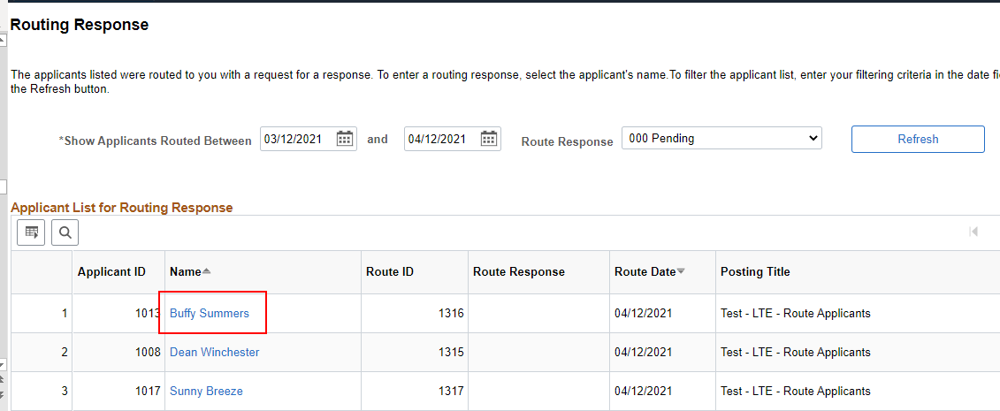 Routing Response
The applicants listed were routed to you with a request for a response. To enter a routing response, select the applicant's name.To filter the applicant list, enter your filtering criteria in the date
the Refresh button.
*Show Applicants Routed Between 03/12/2021 and 04/12/2021 Route Response 000 Pending Refresh
Applicant List for Routing Response
Applicant ID Name Route ID Route Response Route Date Posting Title
1 1013 Buffy Summers 1316 04/12/2021 Test - LTE - Route Applicants
2 1008 Dean Winchester 1315 04/12/2021 Test - LTE - Route Applicants
3 1017 Sunny Breeze 1317 04/12/2021 Test - LTE - Route Applicants